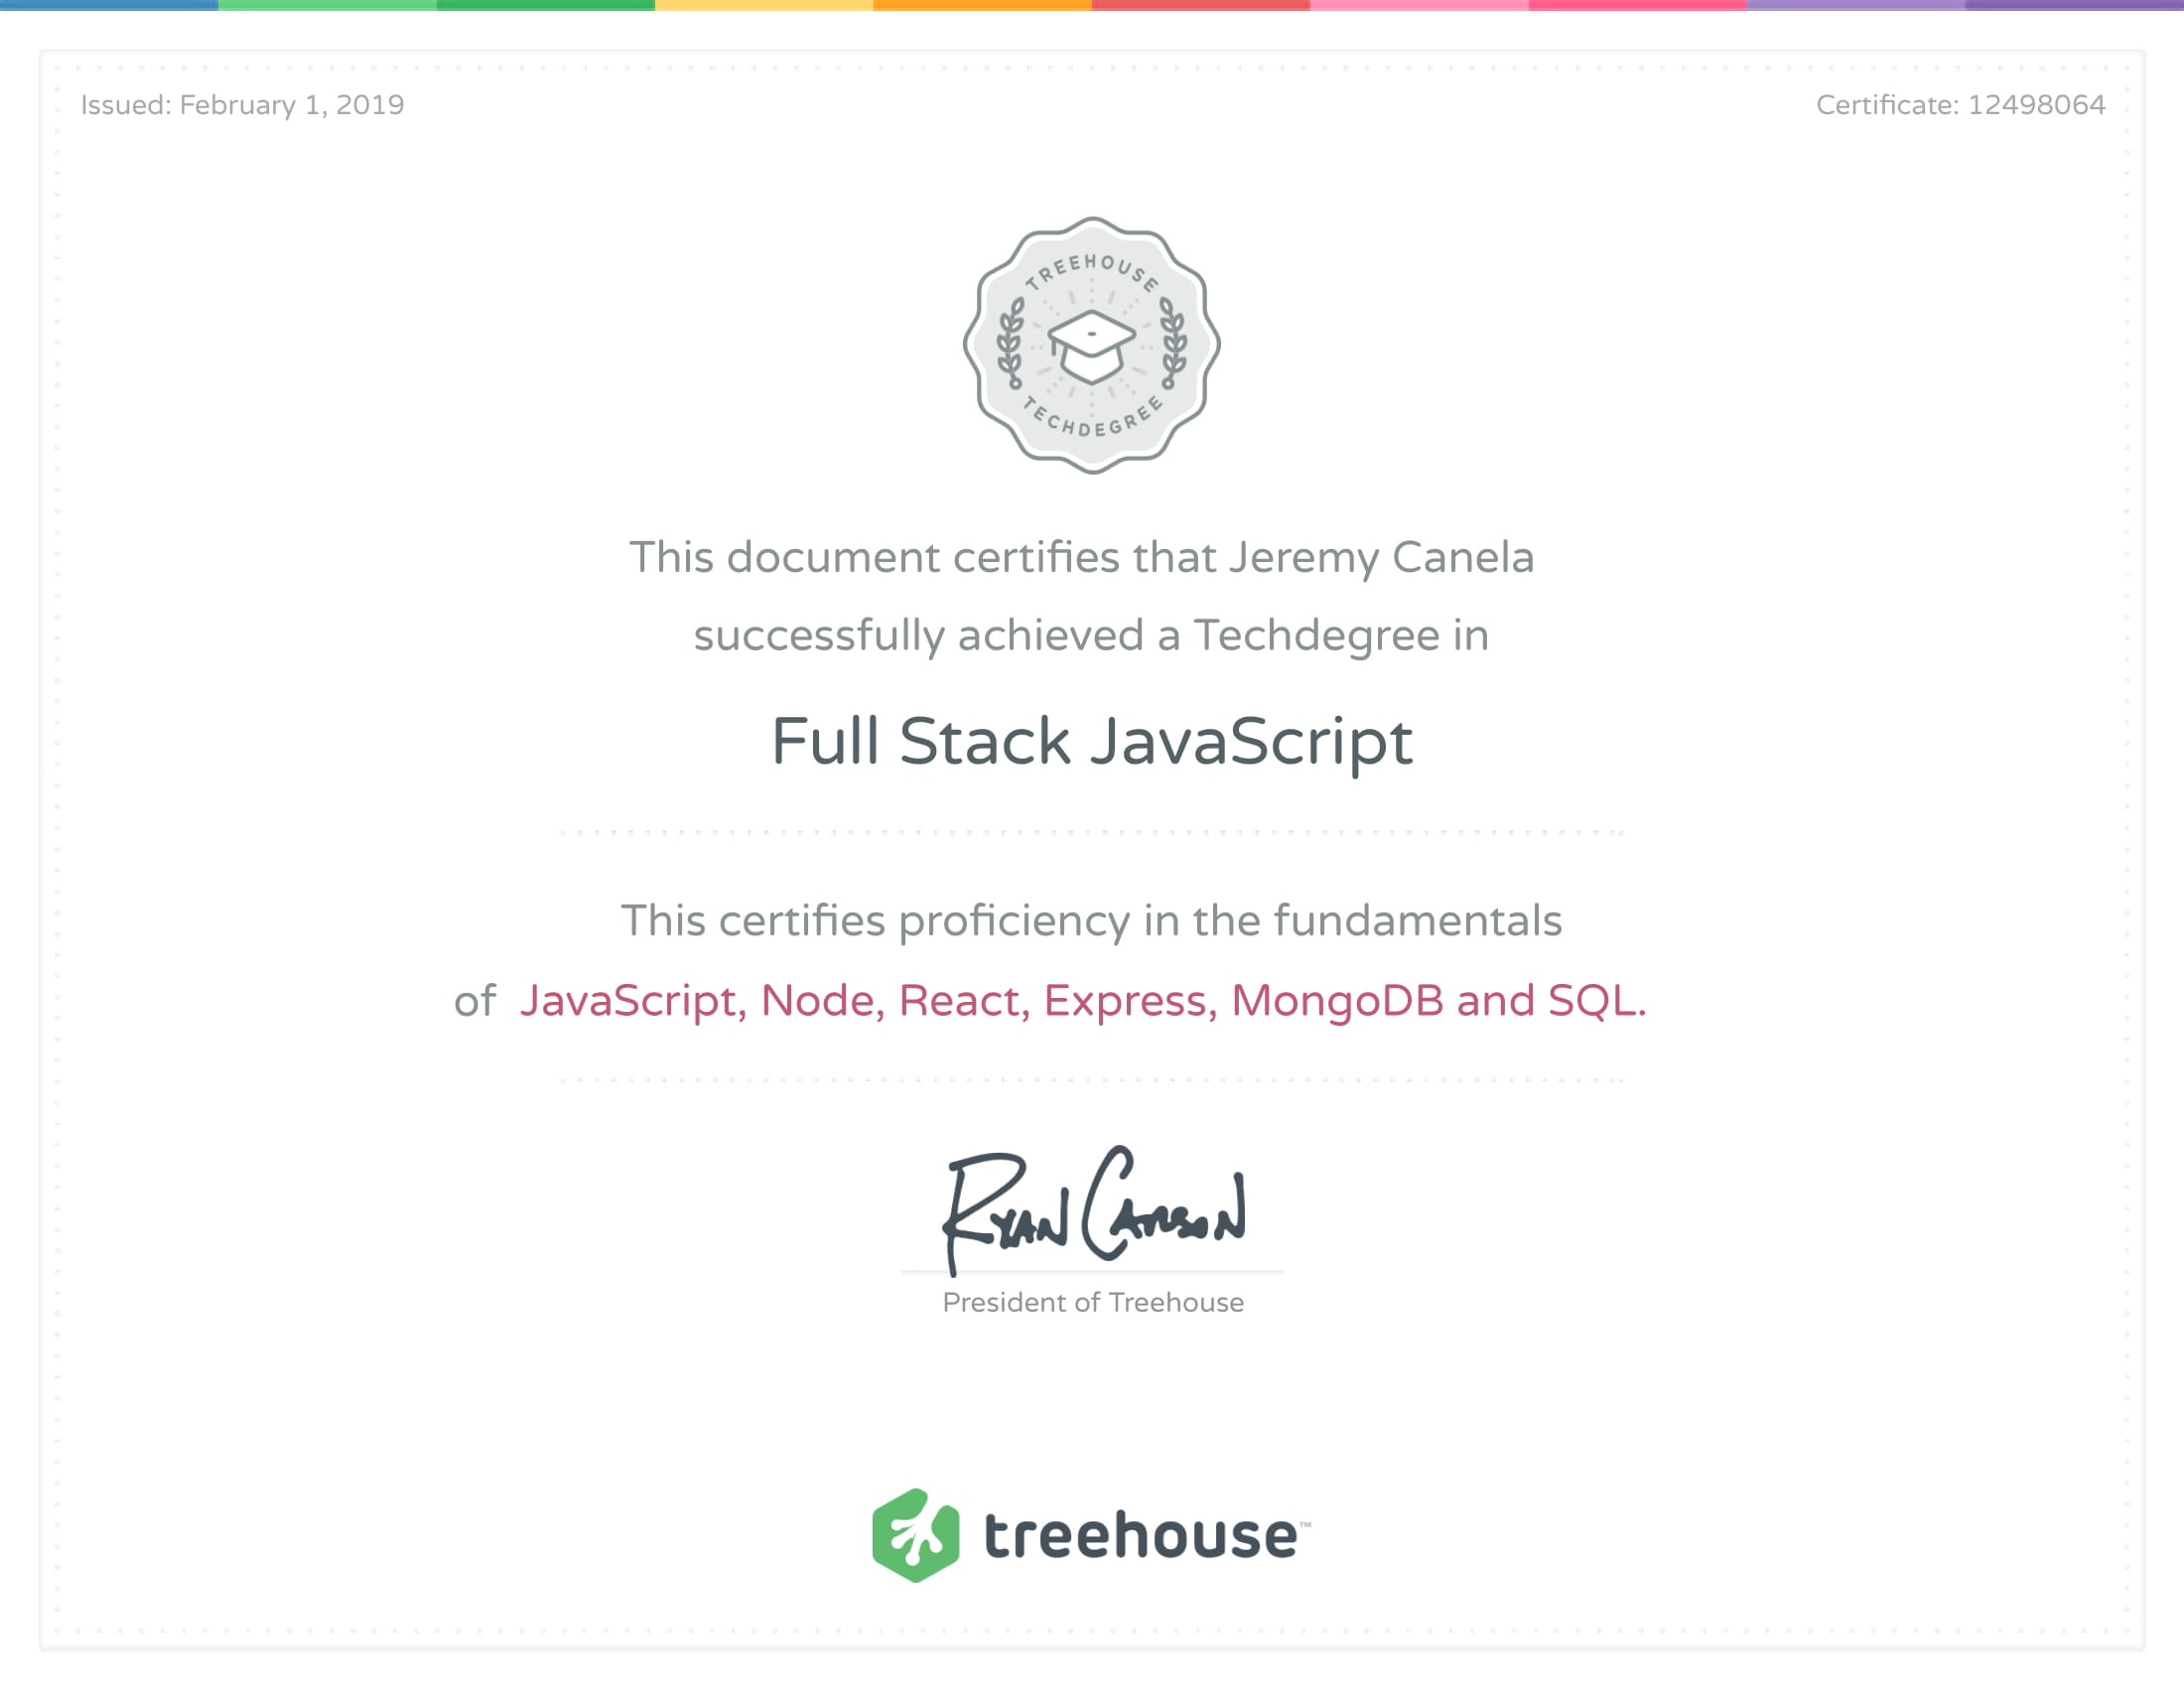 Issued: February 1, 2019
Certificate: 12498064
TREEHOUSE
TECHDEGREE
This document certifies that Jeremy Canela
successfully achieved a Techdegree in
Full Stack JavaScript
This certifies proficiency in the fundamentals
of JavaScript, Node, React, Express, MongoDB and SQL.
Ryan Carson
President of Treehouse
treehouse™